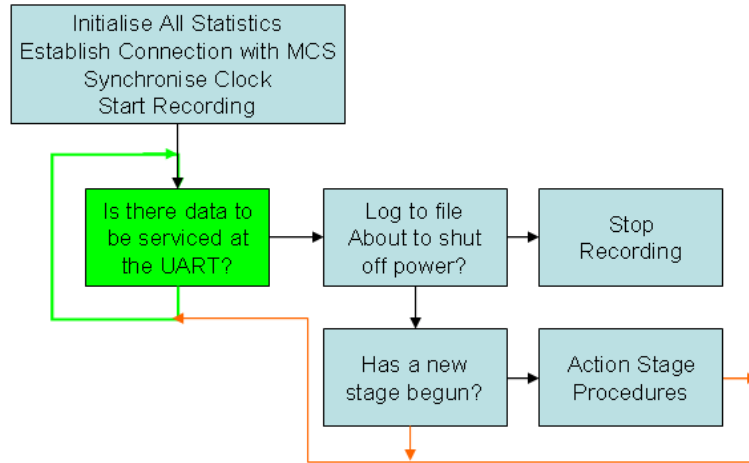 Initialise All Statistics
Establish Connection with MCS
Synchronise Clock
Start Recording
Is there data to
be serviced at
the UART?
Log to file
About to shut
off power?
Stop
Recording
Has a new
stage begun?
Action Stage
Procedures